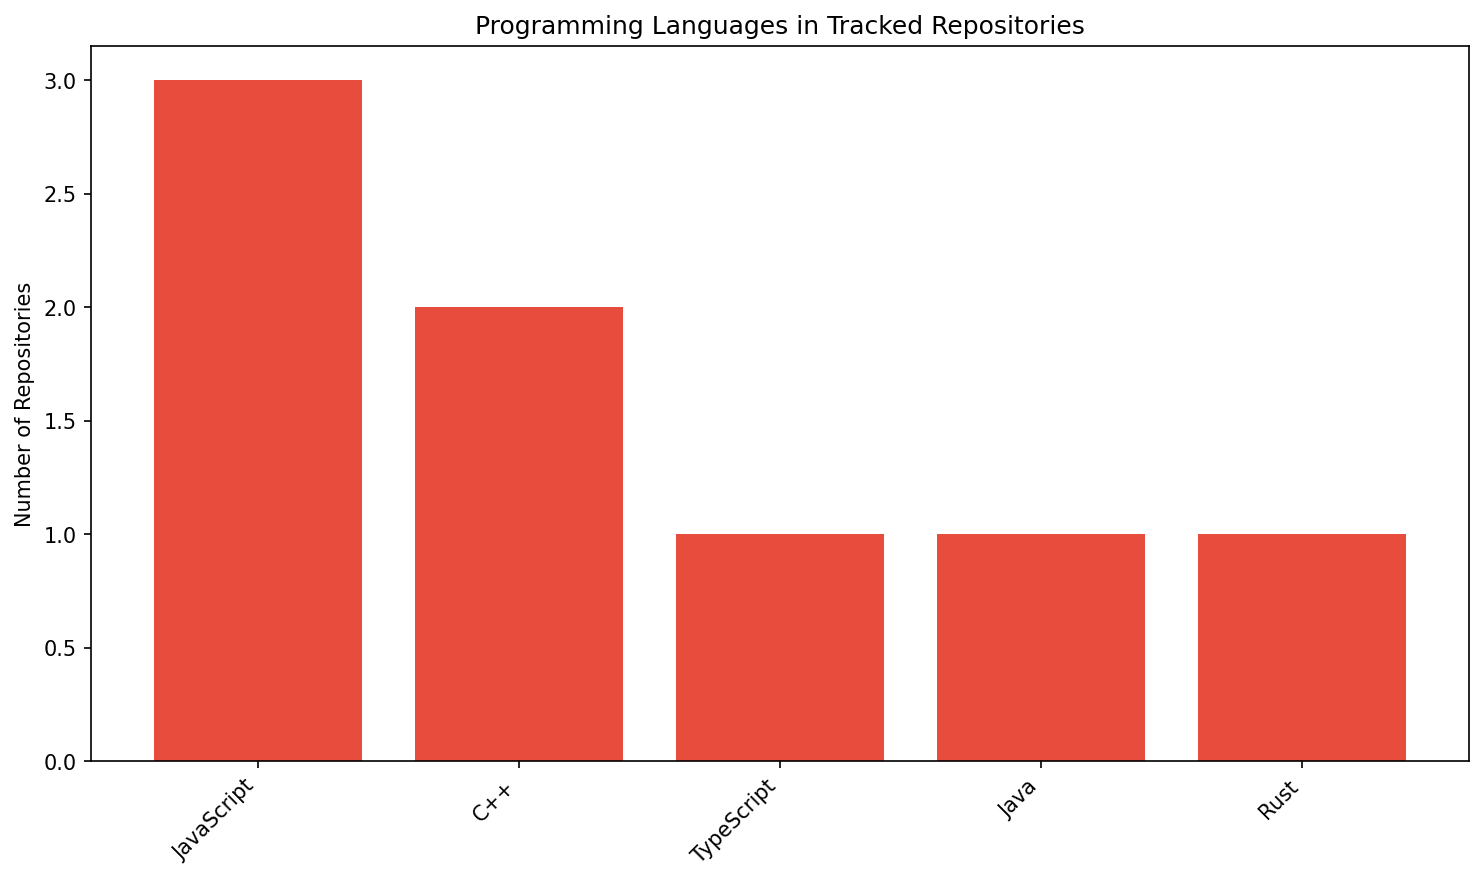 Programming Languages in Tracked Repositories
Number of Repositories
3.0
2.5
2.0
1.5
1.0
0.5
0.0
JavaScript
C++
TypeScript
Java
Rust